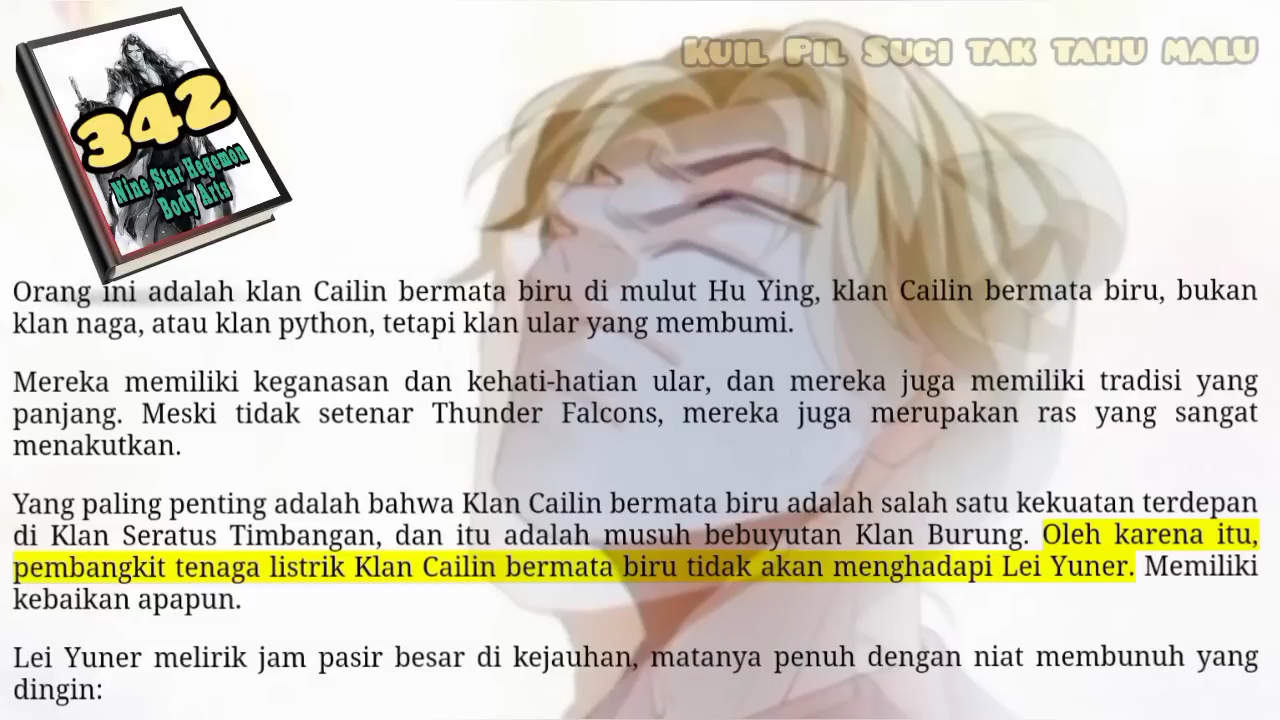 Kuil Pil Suci tak tahu malu
342
Nine Star Hegemon
Body Arts
Orang ini adalah klan Cailin bermata biru di mulut Hu Ying, klan Cailin bermata biru, bukan
klan naga, atau klan python, tetapi klan ular yang membumi.
Mereka memiliki keganasan dan kehati-hatian ular, dan mereka juga memiliki tradisi yang
panjang. Meski tidak setenar Thunder Falcons, mereka juga merupakan ras yang sangat
menakutkan.
Yang paling penting adalah bahwa Klan Cailin bermata biru adalah salah satu kekuatan terdepan
di Klan Seratus Timbangan, dan itu adalah musuh bebuyutan Klan Burung. Oleh karena itu,
pembangkit tenaga listrik Klan Cailin bermata biru tidak akan menghadapi Lei Yuner. Memiliki
kebaikan apapun.
Lei Yuner melirik jam pasir besar di kejauhan, matanya penuh dengan niat membunuh yang
dingin: